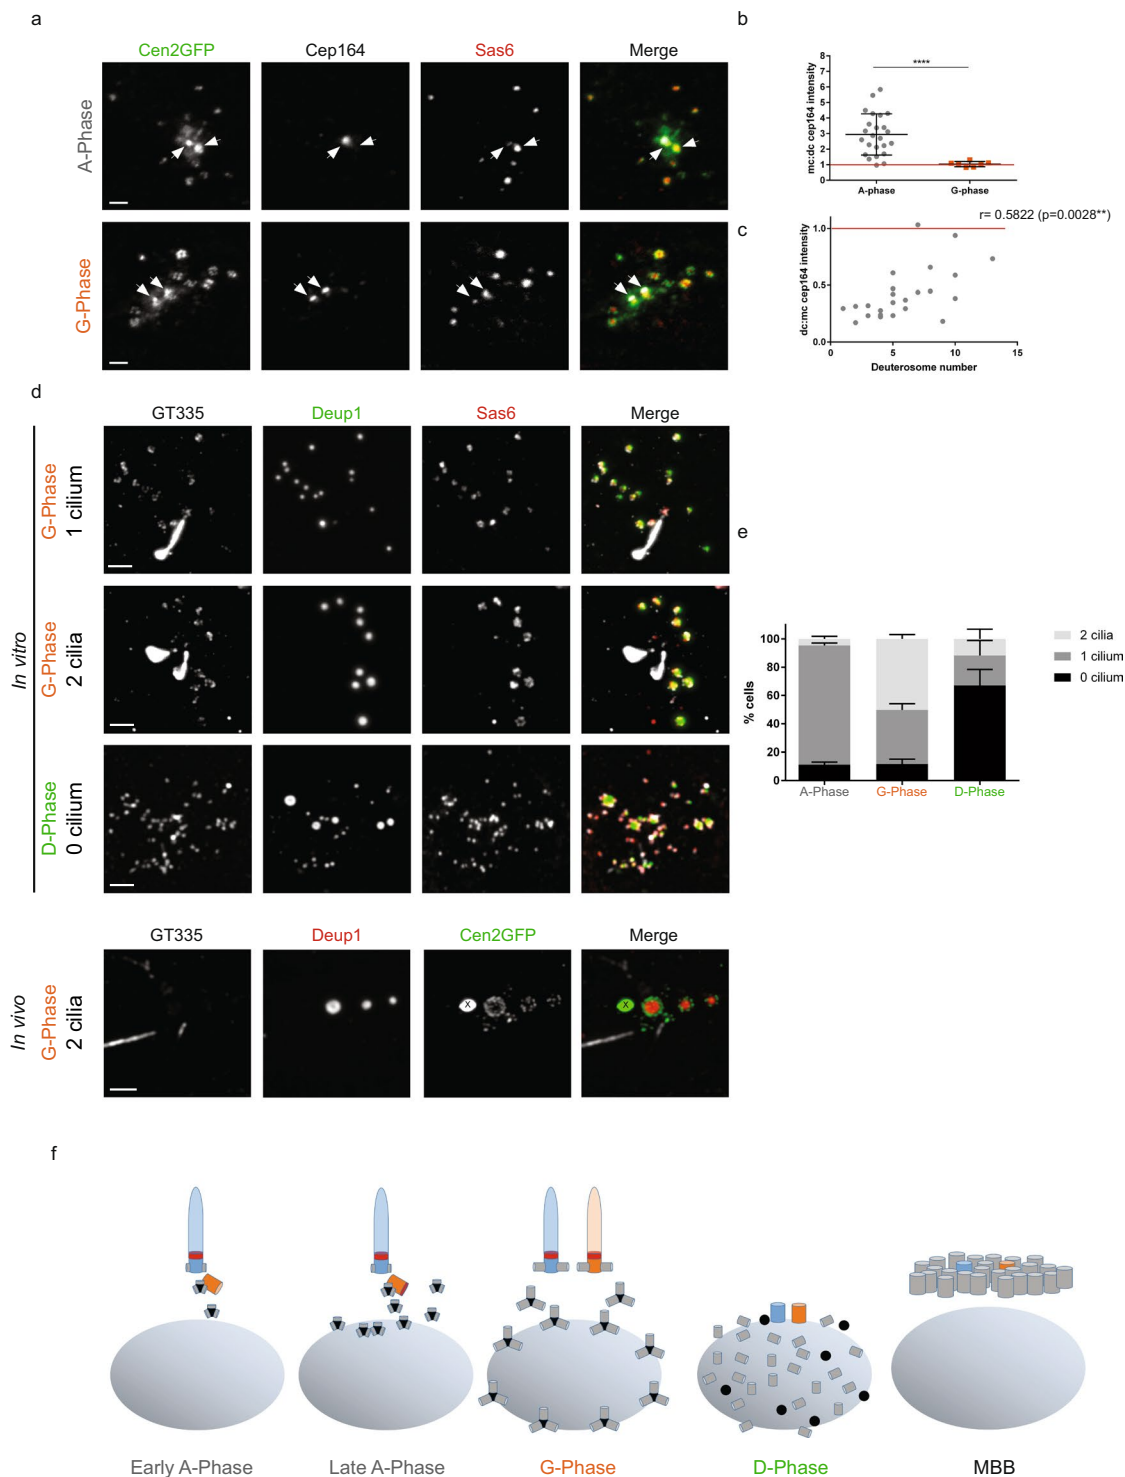 a
Cen2GFP Cep164 Sas6 Merge
A-Phase
G-Phase
b
****
mc:dc cep164 intensity
8
7
6
5
4
3
2
1
0
A-phase G-phase
c
r= 0.5822 (p=0.0028**)
dc:mc cep164 intensity
1.0
0.5
0.0
0 5 10 15
Deuterosome number
d
GT335 Deup1 Sas6 Merge
In vitro
G-Phase
1 cilium
G-Phase
2 cilia
D-Phase
0 cilium
GT335 Deup1 Cen2GFP Merge
In vivo
G-Phase
2 cilia
X X
e
% cells
100
80
60
40
20
0
A-Phase G-Phase D-Phase
2 cilia
1 cilium
0 cilium
f
Early A-Phase Late A-Phase G-Phase D-Phase MBB